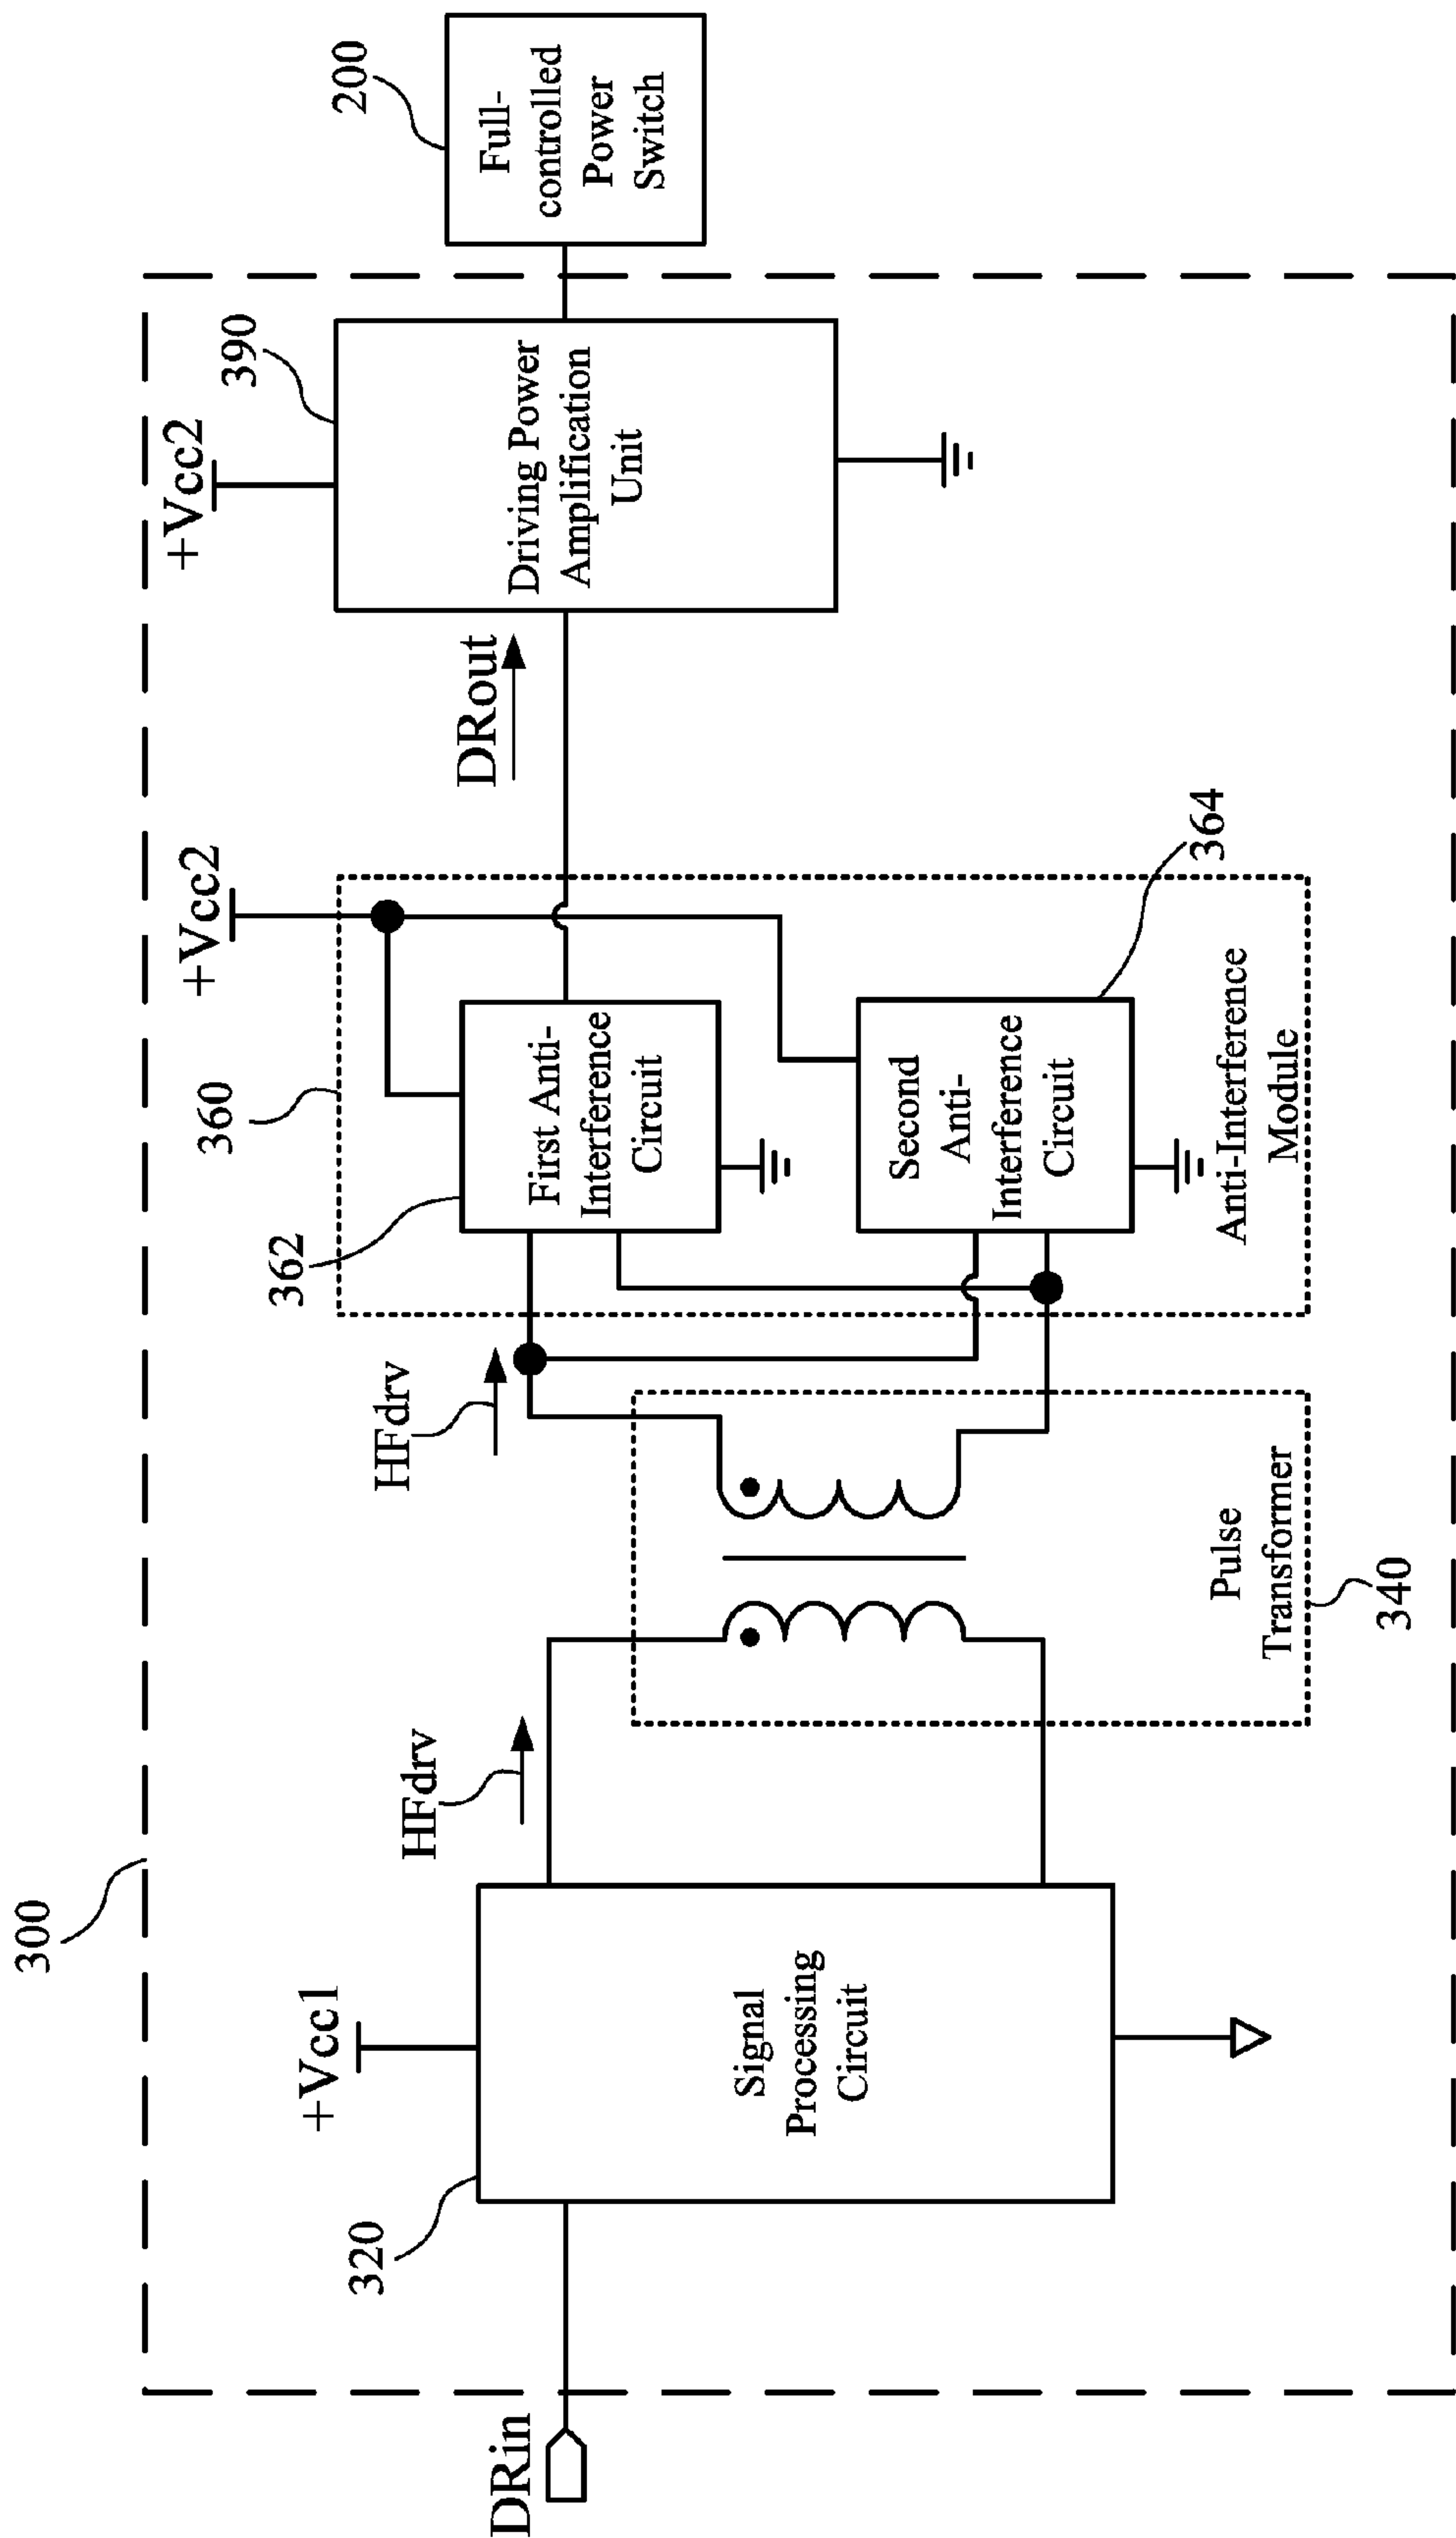 300
DRin
320
+Vcc1
Signal
Processing
Circuit
HFdrv
Pulse
Transformer
340
HFdrv
360
362
+Vcc2
First Anti-
Interference
Circuit
Second
Anti-
Interference
Circuit
364
Anti-Interference
Module
DRout
+Vcc2
390
Driving Power
Amplification
Unit
200
Full-
controlled
Power
Switch